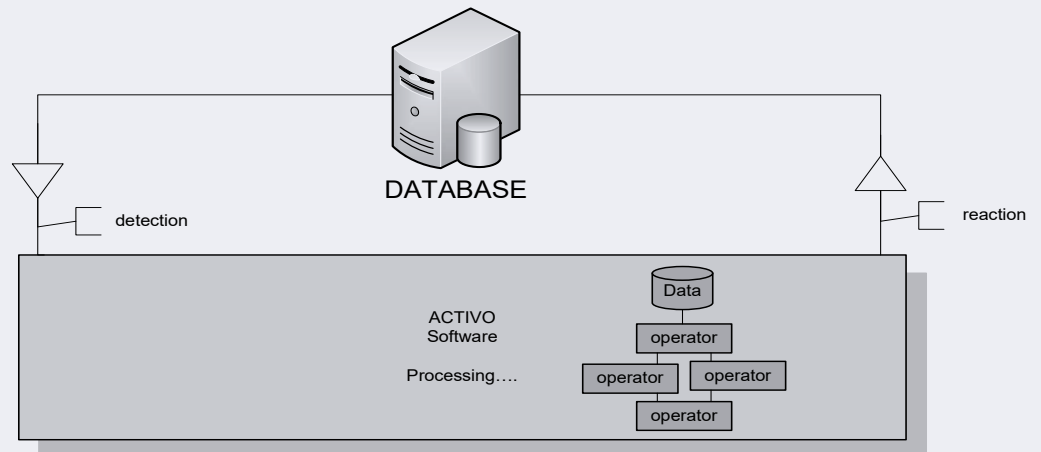 DATABASE
detection
reaction
Data
ACTIVO
Software
operator
Processing….
operator
operator
operator